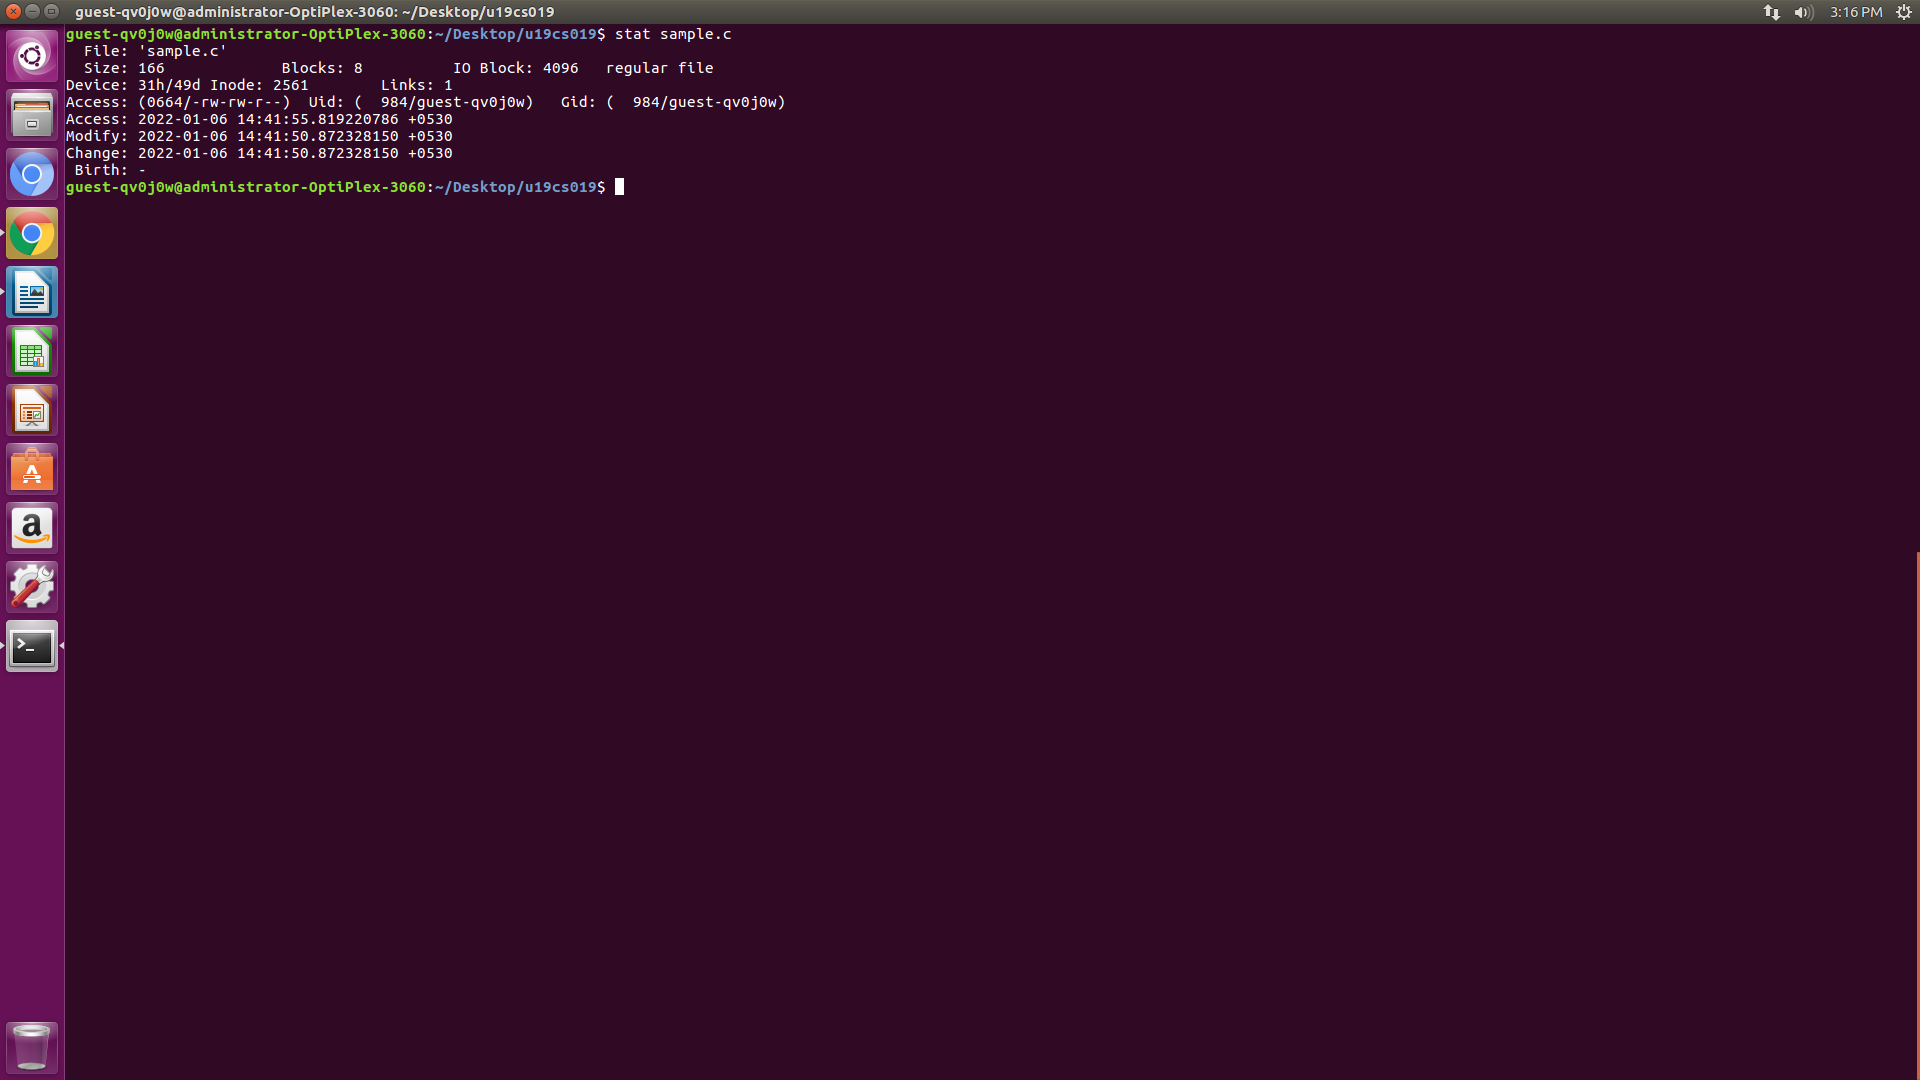 guest-qv0j0w@administrator-OptiPlex-3060: ~/Desktop/u19cs019
3:16 PM
guest-qv0j0w@administrator-OptiPlex-3060:~/Desktop/u19cs019$ stat sample.c
  File: 'sample.c'
  Size: 166             Blocks: 8          IO Block: 4096   regular file
Device: 31h/49d Inode: 2561        Links: 1
Access: (0664/-rw-rw-r--)  Uid: (  984/guest-qv0j0w)   Gid: (  984/guest-qv0j0w)
Access: 2022-01-06 14:41:55.819220786 +0530
Modify: 2022-01-06 14:41:50.872328150 +0530
Change: 2022-01-06 14:41:50.872328150 +0530
 Birth: -
guest-qv0j0w@administrator-OptiPlex-3060:~/Desktop/u19cs019$